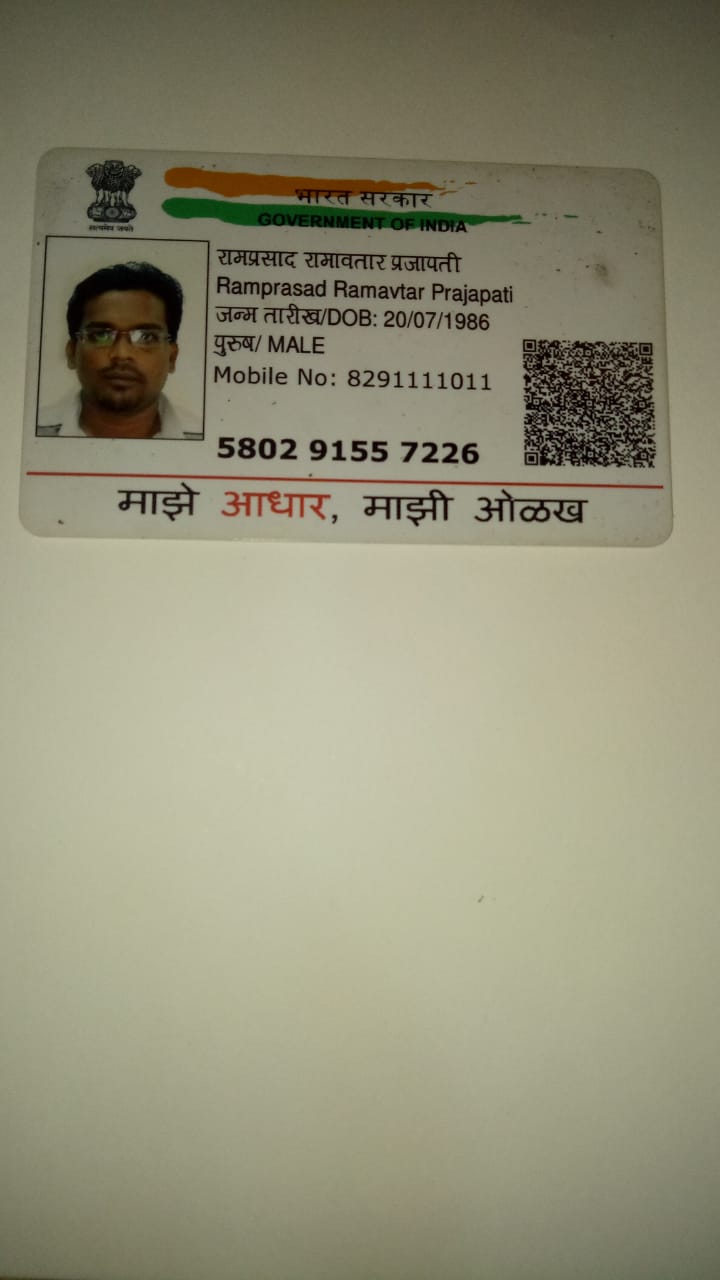 सत्यमेव जयते
भारत सरकार
GOVERNMENT OF INDIA
रामप्रसाद रामावतार प्रजापती
Ramprasad Ramavtar Prajapati
जन्म तारीख/DOB: 20/07/1986
पुरुष/ MALE
Mobile No: 8291111011
5802 9155 7226
माझे आधार, माझी ओळख